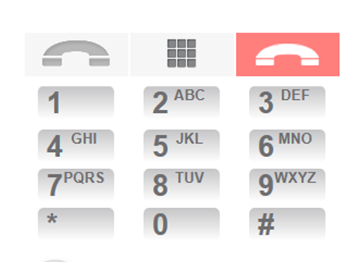 1 2 ABC 3 DEF
4 GHI 5 JKL 6 MNO
7 PQRS 8 TUV 9 WXYZ
* 0 #